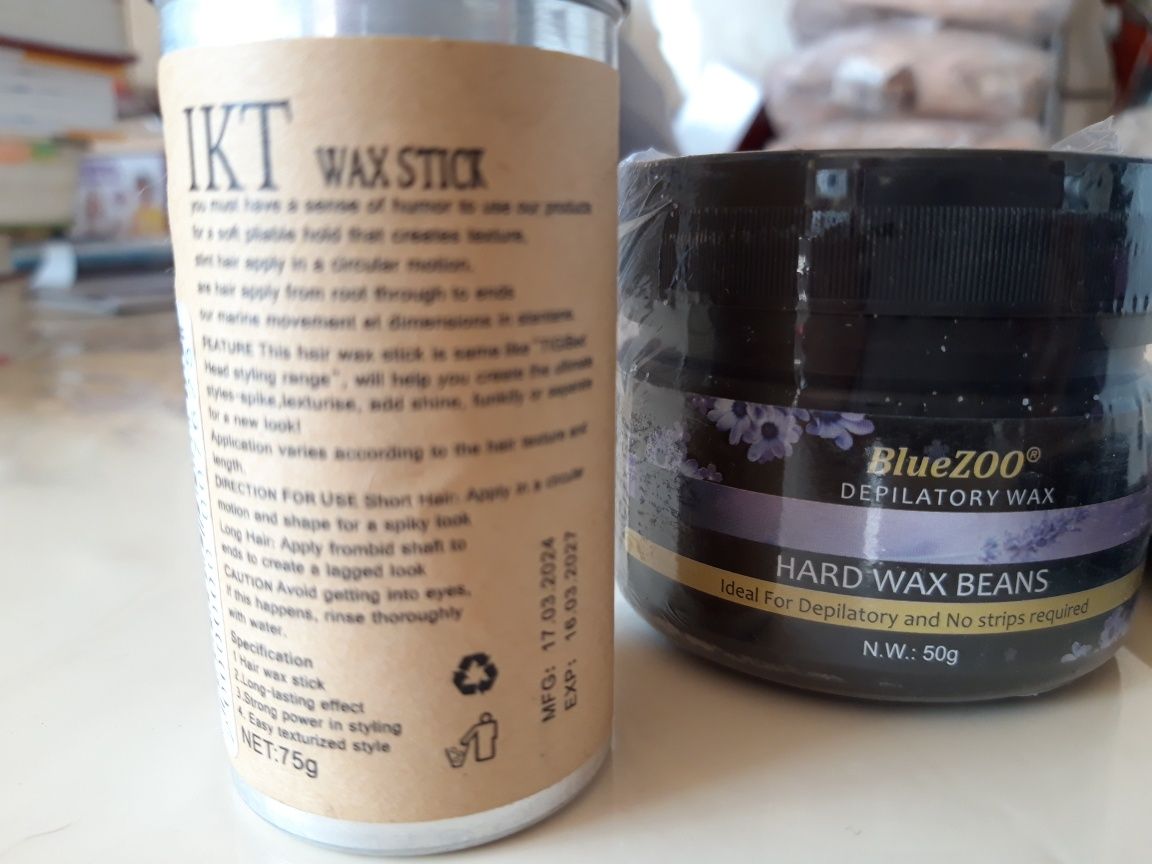 IKT WAX STICK
you must have a sense of humor to use our products
for a soft pliable hold that creates texture,
hair apply in a circular motion,
hair apply from root through to ends
marine movement at dimensions in
FEATURE This hair wax stick is same like "TIGIBed
Head styling range", will help you create the ultimate
styles-spike,texturise, add shine, funkify or separate
for a new look!
Application varies according to the hair texture and
length.
DIRECTION FOR USE Short Hair: Apply in a circular
motion and shape for a spiky look
Long Hair: Apply frombid shaft to
ends to create a lagged look
CAUTION Avoid getting into eyes,
If this happens, rinse thoroughly
with water.
Specification
1 Hair wax stick
2.Long-lasting effect
3.Strong power in styling
4. Easy texturized style
NET:75g
MFG: 17.03.2024
EXP: 16.03.2027
BlueZOO®
DEPILATORY WAX
HARD WAX BEANS
Ideal For Depilatory and No strips required
N.W.: 50g